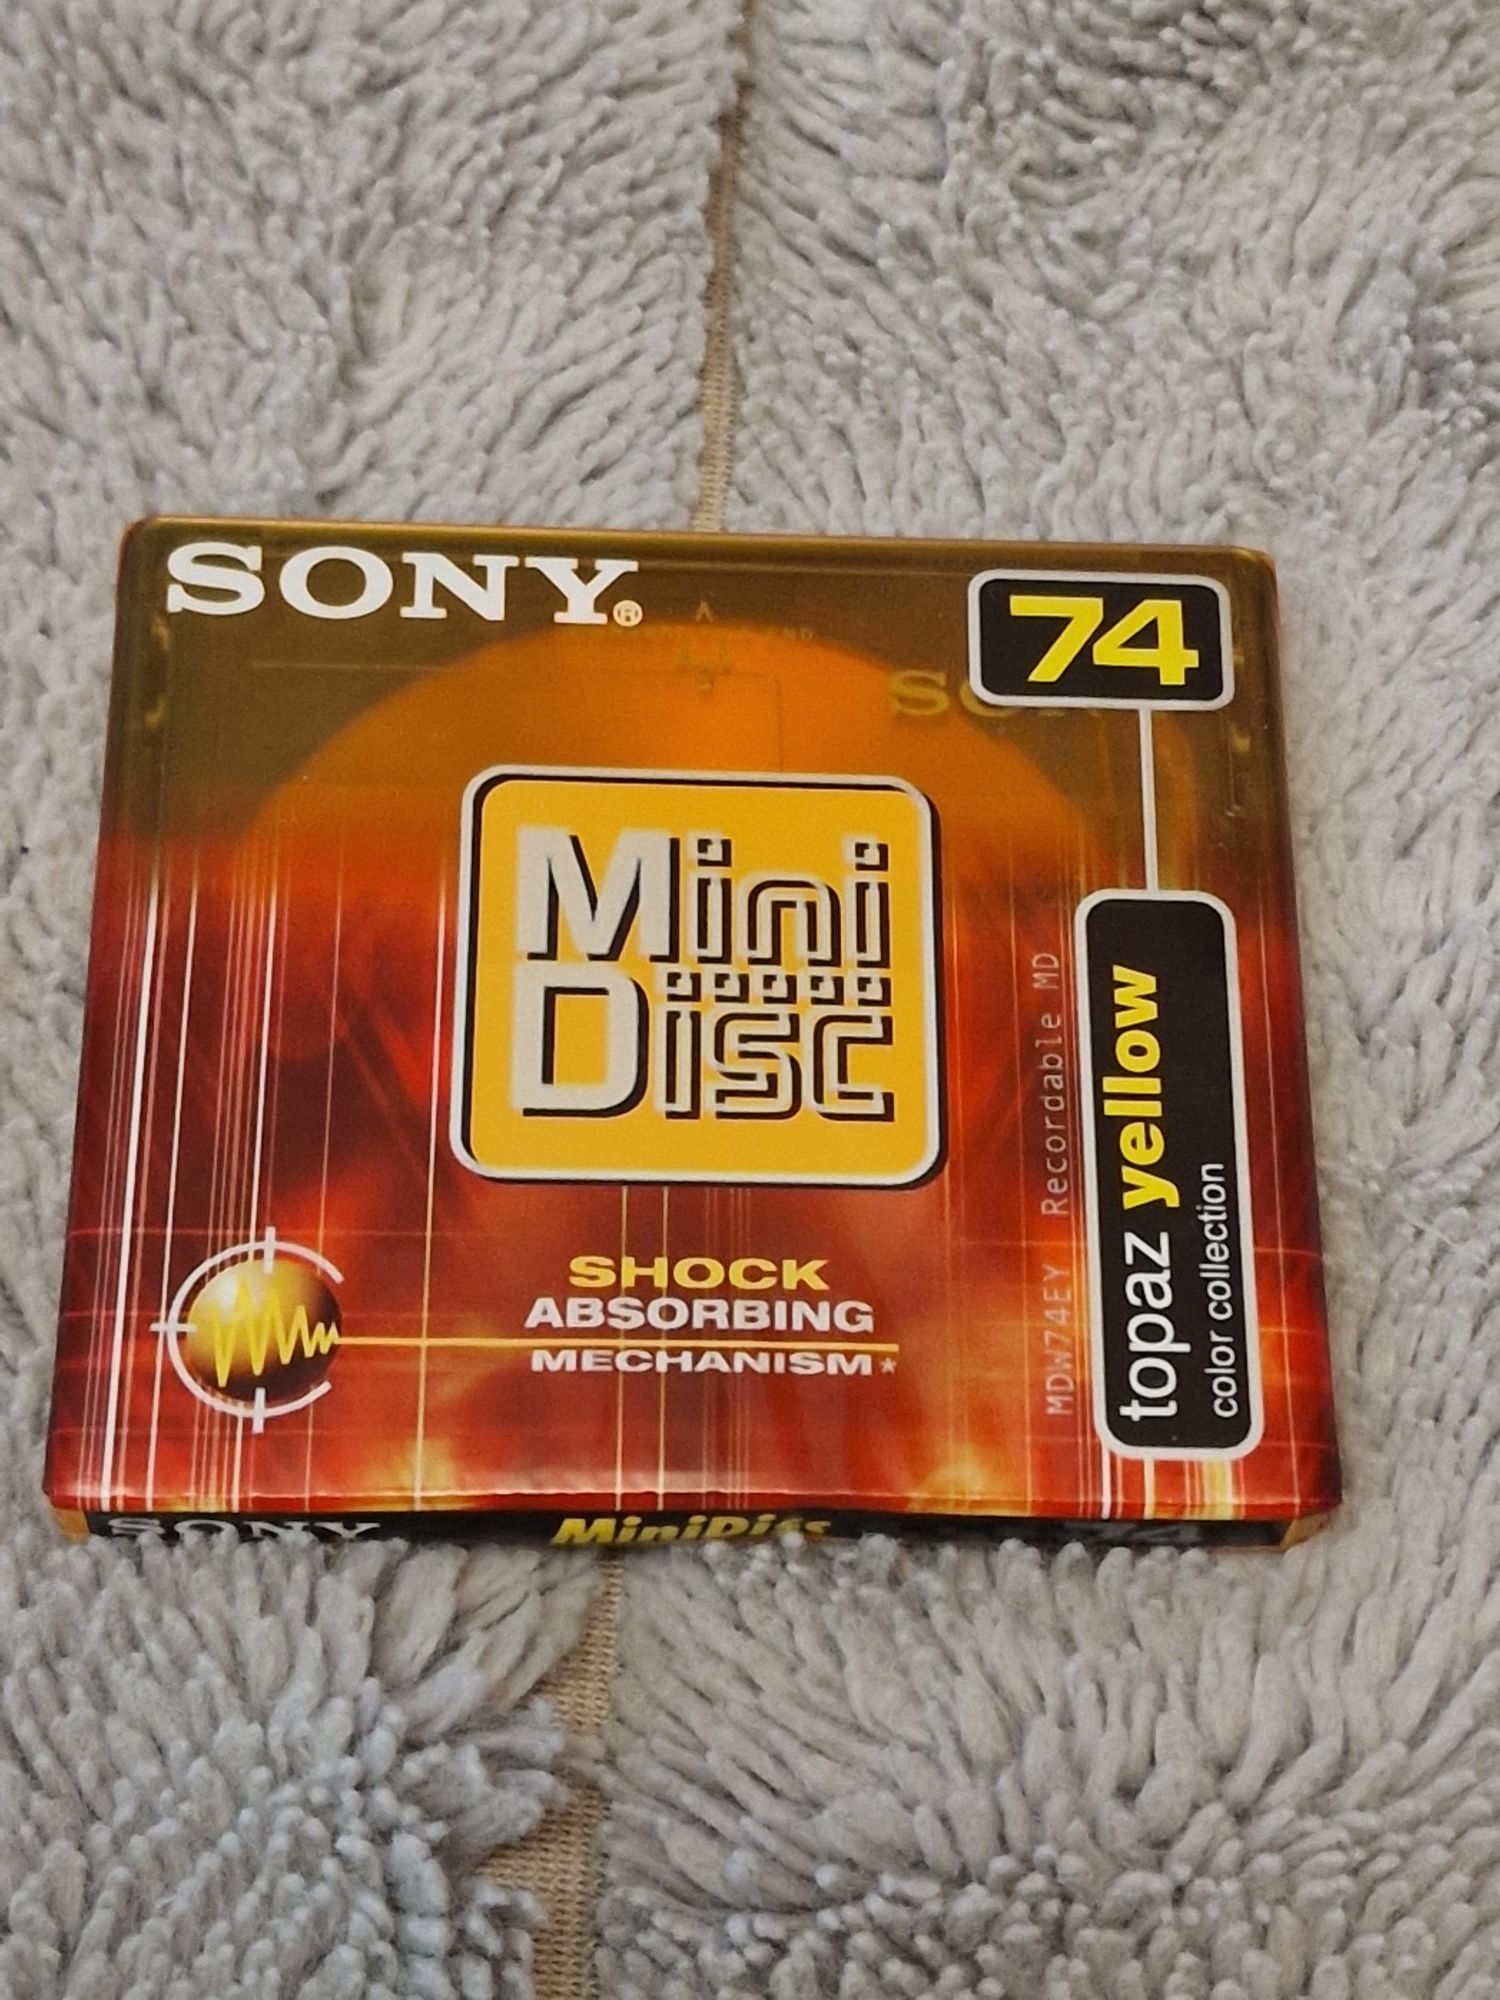 SONY®
74
Mini
Disc
topaz yellow
color collection
MDW74EY Recordable MD
SHOCK
ABSORBING
MECHANISM*
SONY MiniDisc 74